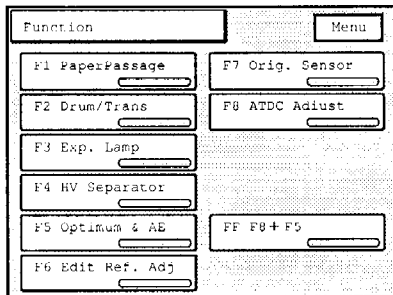 Function
Menu
F1 PaperPassage
F7 Orig. Sensor
F2 Drum/Trans
F8 ATDC Adjust
F3 Exp. Lamp
F4 HV Separator
F5 Optimum & AE
FF F8+F5
F6 Edit Ref. Adj